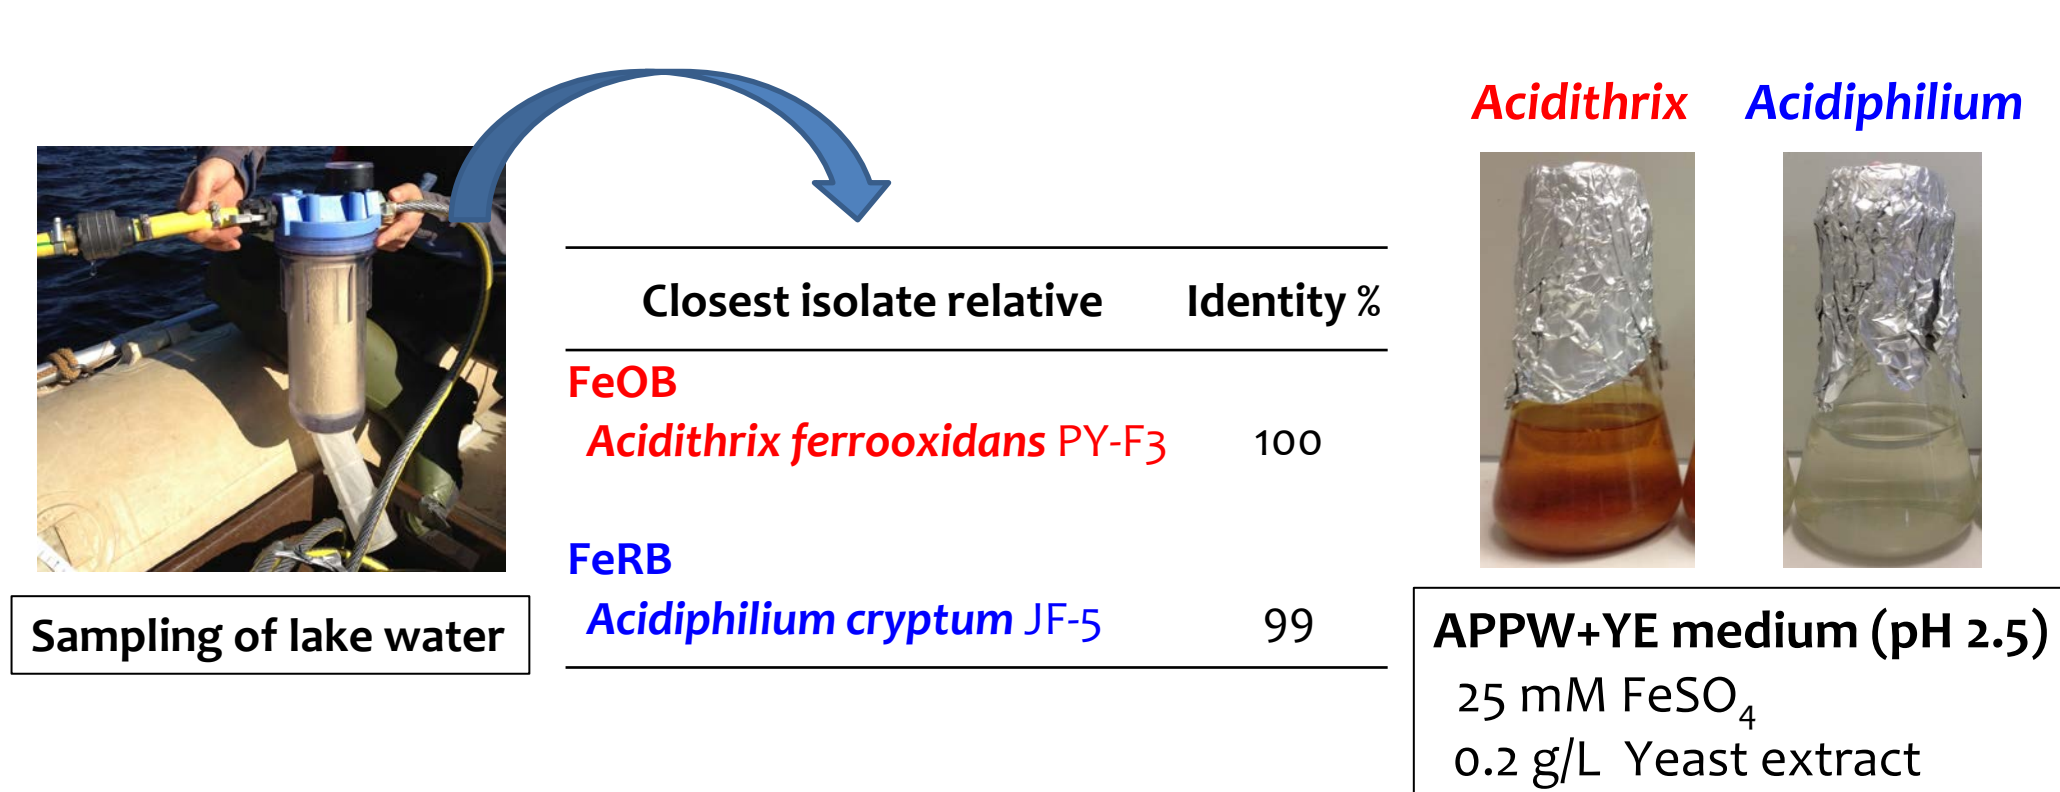 Acidithrix Acidiphilium
Closest isolate relative Identity %
FeOB
Acidithrix ferrooxidans PY-F3 100
FeRB
Acidiphilium cryptum JF-5 99
Sampling of lake water
APPW+YE medium (pH 2.5)
25 mM FeSO₄
0.2 g/L Yeast extract